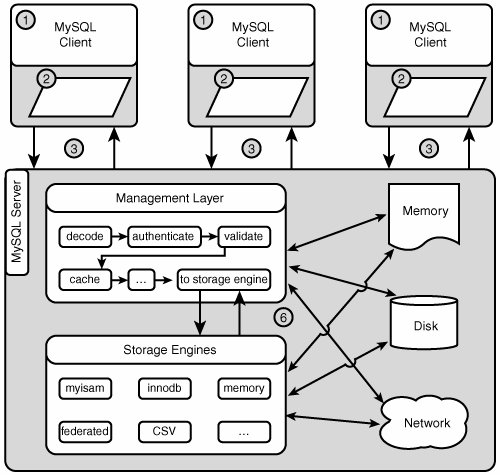 1
MySQL
Client
2
3
1
MySQL
Client
2
3
1
MySQL
Client
2
3
MySQL Server
Management Layer
decode
authenticate
validate
cache
...
to storage engine
6
Storage Engines
myisam
innodb
memory
federated
CSV
...
Memory
Disk
Network